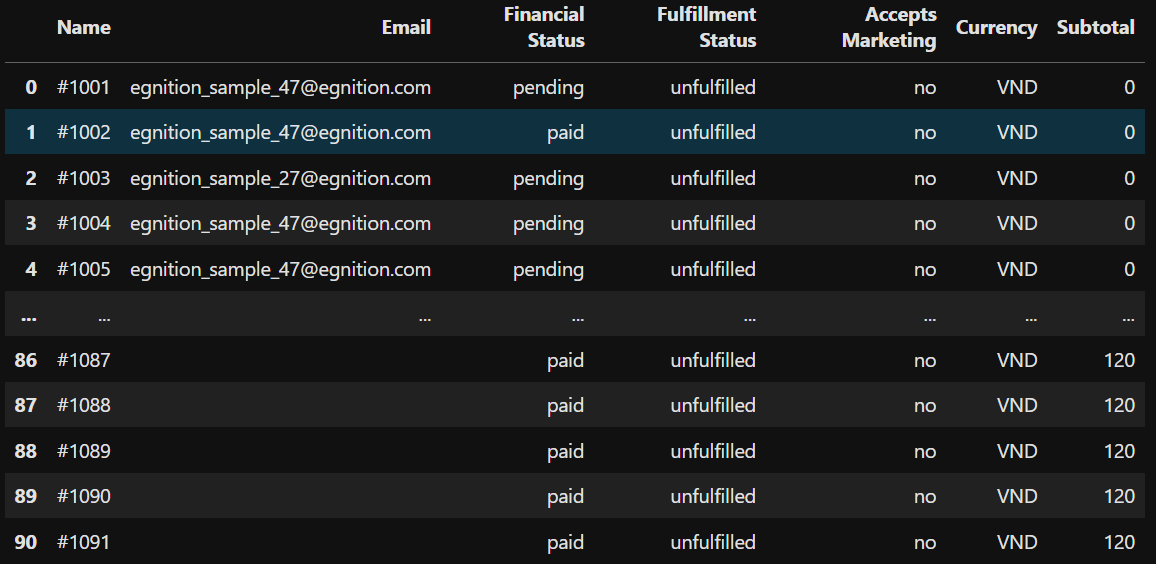 Name Email Financial Status Fulfillment Status Accepts Marketing Currency Subtotal
0 #1001 egnition_sample_47@egnition.com pending unfulfilled no VND 0
1 #1002 egnition_sample_47@egnition.com paid unfulfilled no VND 0
2 #1003 egnition_sample_27@egnition.com pending unfulfilled no VND 0
3 #1004 egnition_sample_47@egnition.com pending unfulfilled no VND 0
4 #1005 egnition_sample_47@egnition.com pending unfulfilled no VND 0
... ... ... ... ... ... ... ...
86 #1087 paid unfulfilled no VND 120
87 #1088 paid unfulfilled no VND 120
88 #1089 paid unfulfilled no VND 120
89 #1090 paid unfulfilled no VND 120
90 #1091 paid unfulfilled no VND 120